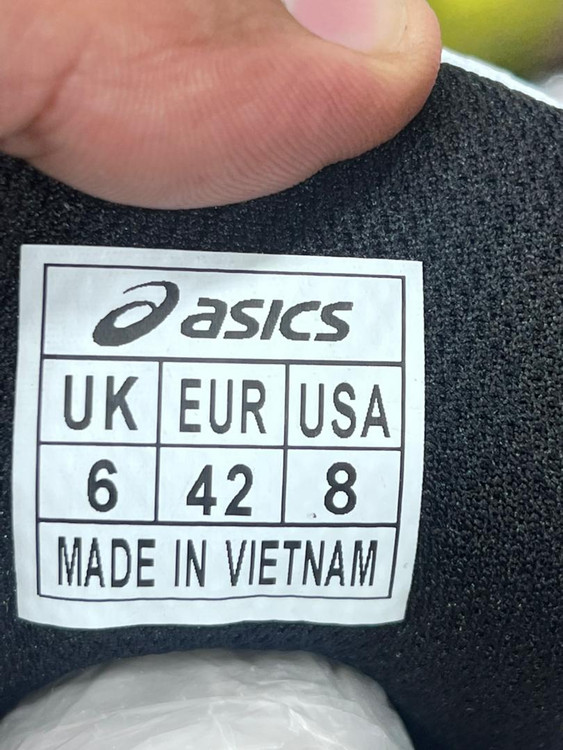 asics
UK EUR USA
6 42 8
MADE IN VIETNAM